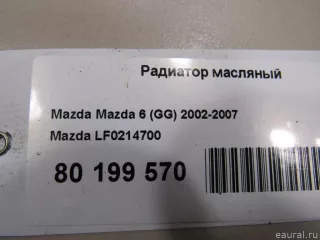 Радиатор масляный
Mazda Mazda 6 (GG) 2002-2007
Mazda LF0214700
80 199 570
eaural.ru